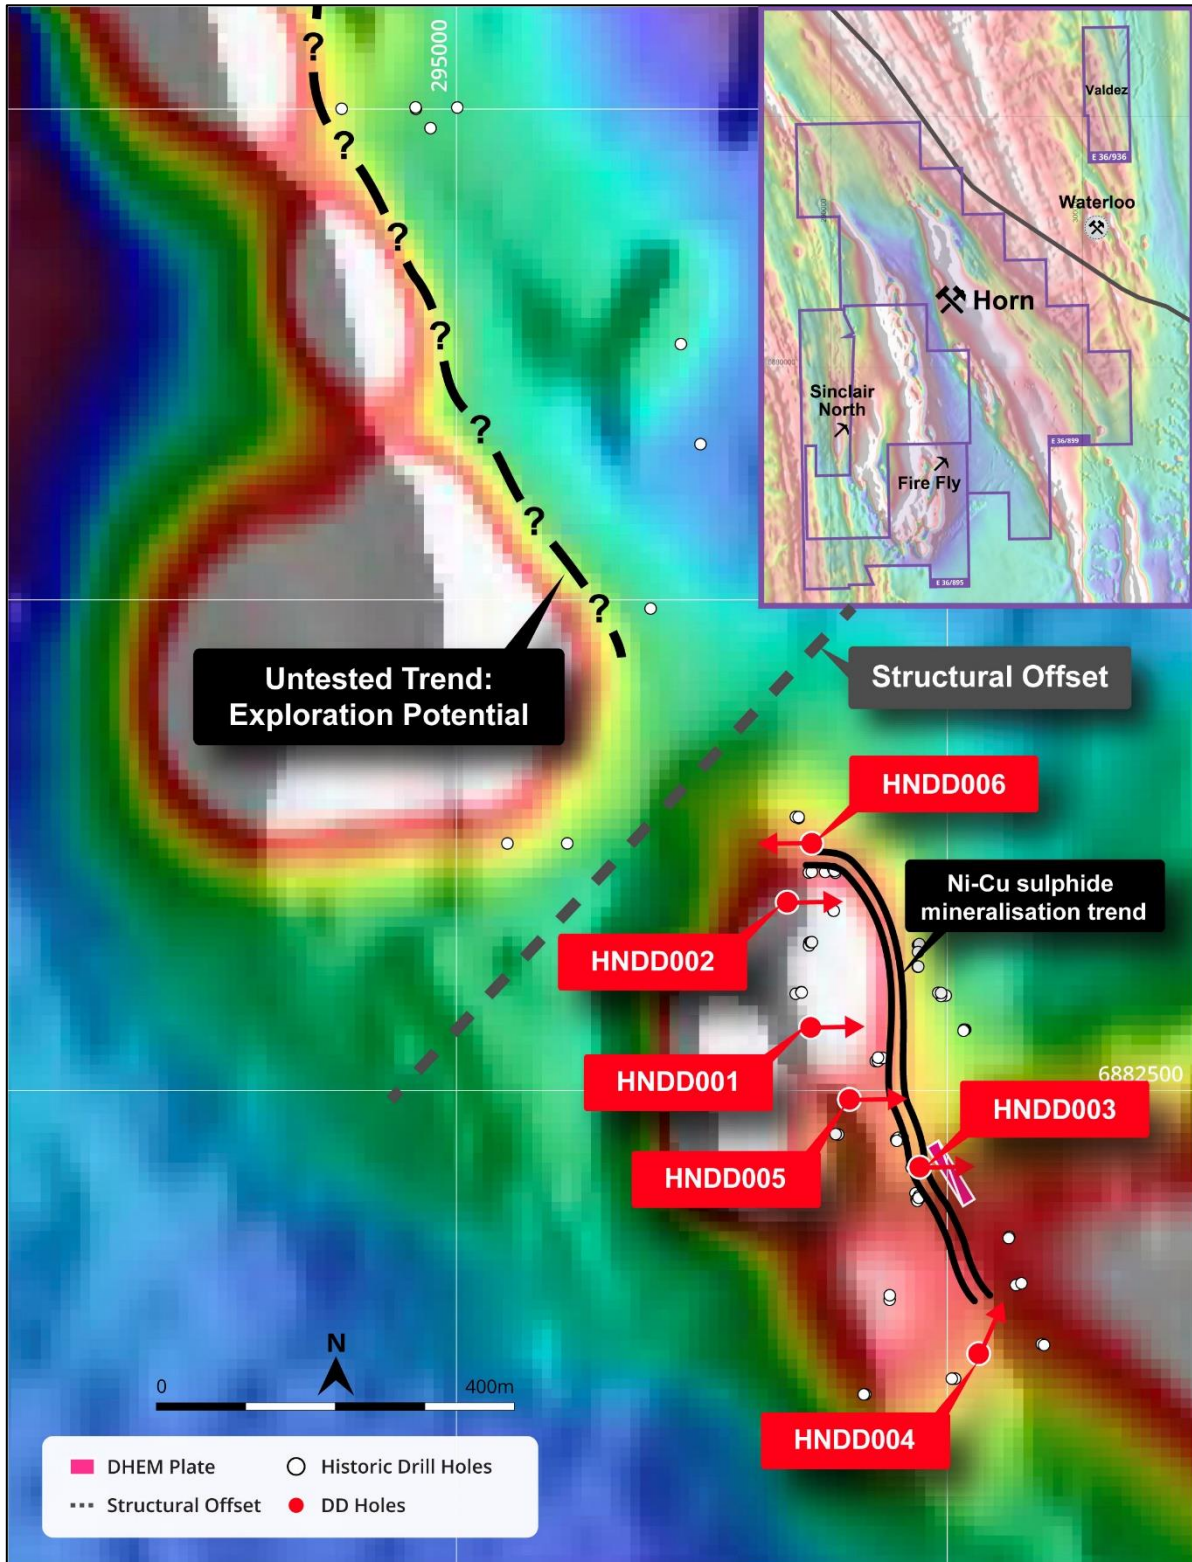 295000
?
?
?
?
?
?
?
Untested Trend:
Exploration Potential
Valdez
E 36/936
Waterloo
Horn
Sinclair
North
E 36/899
Fire Fly
E 36/895
Structural Offset
HNDD006
Ni-Cu sulphide
mineralisation trend
HNDD002
HNDD001
6882500
HNDD003
HNDD005
HNDD004
N
0 400m
DHEM Plate
Historic Drill Holes
Structural Offset
DD Holes